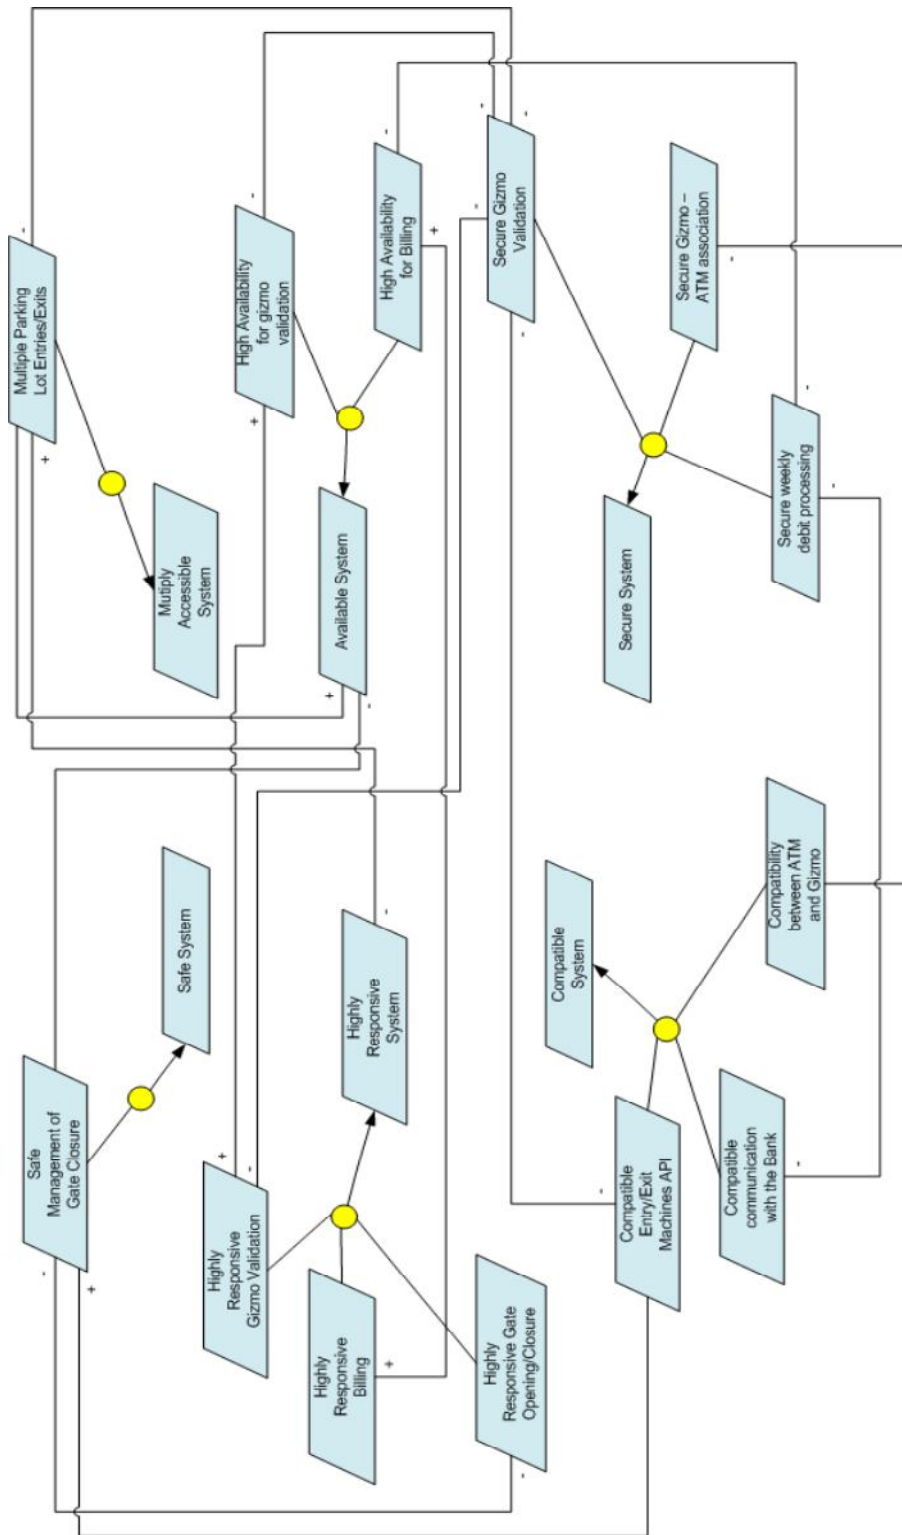 Safe
Management of
Gate Closure
-
+
-
Multiple Parking
Lot Entries/Exits
+
Safe System
Mutiply
Accessible
System
Highly
Responsive
Gizmo Validation
+
-
+
High Availability
for gizmo
validation
-
Highly
Responsive
Billing
+
Available System
+
-
High Availability
for Billing
-
+
Highly
Responsive
System
-
Highly
Responsive Gate
Opening/Closure
-
Secure Gizmo
Validation
-
-
-
-
Compatible
System
Compatible
Entry/Exit
Machines API
-
Secure System
Secure Gizmo –
ATM association
-
Compatible
communication
with the Bank
-
Compatibility
between ATM
and Gizmo
Secure weekly
debit processing
-
-